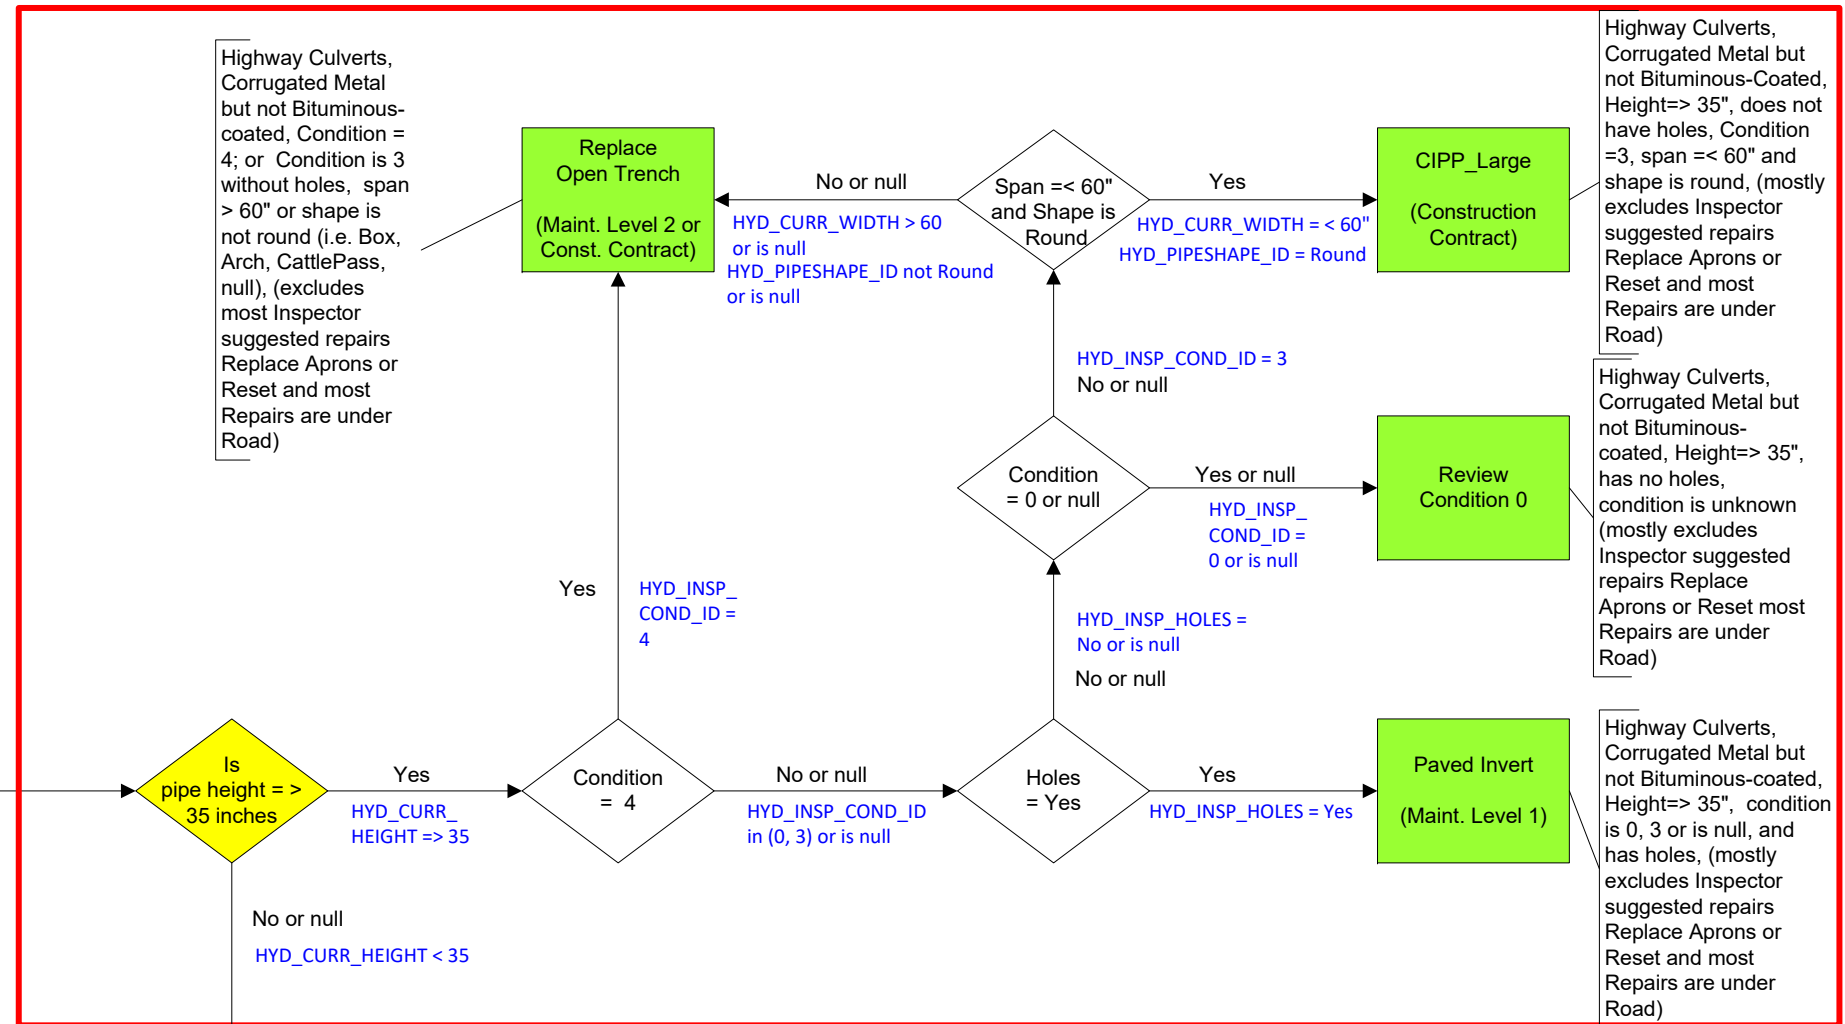 Highway Culverts,
Corrugated Metal
but not Bituminous-
coated, Condition =
4; or  Condition is 3
without holes,  span
> 60" or shape is
not round (i.e. Box,
Arch, CattlePass,
null), (excludes
most Inspector
suggested repairs
Replace Aprons or
Reset and most
Repairs are under
Road)
Replace
Open Trench
(Maint. Level 2 or
Const. Contract)
No or null
HYD_CURR_WIDTH > 60
or is null
HYD_PIPESHAPE_ID not Round
or is null
Span =< 60"
and Shape is
Round
Yes
HYD_CURR_WIDTH = < 60"
HYD_PIPESHAPE_ID = Round
CIPP_Large
(Construction
Contract)
Highway Culverts,
Corrugated Metal but
not Bituminous-Coated,
Height=> 35", does not
have holes, Condition
=3, span =< 60" and
shape is round, (mostly
excludes Inspector
suggested repairs
Replace Aprons or
Reset and most
Repairs are under
Road)
HYD_INSP_COND_ID = 3
No or null
Condition
= 0 or null
Yes or null
HYD_INSP_
COND_ID =
0 or is null
Review
Condition 0
Highway Culverts,
Corrugated Metal but
not Bituminous-
coated, Height=> 35",
has no holes,
condition is unknown
(mostly excludes
Inspector suggested
repairs Replace
Aprons or Reset most
Repairs are under
Road)
Yes
HYD_INSP_
COND_ID =
4
HYD_INSP_HOLES =
No or is null
No or null
Is
pipe height = >
35 inches
Yes
HYD_CURR_
HEIGHT => 35
Condition
=  4
No or null
HYD_INSP_COND_ID
in (0, 3) or is null
Holes
= Yes
Yes
HYD_INSP_HOLES = Yes
Paved Invert
(Maint. Level 1)
Highway Culverts,
Corrugated Metal but
not Bituminous-coated,
Height=> 35",  condition
is 0, 3 or is null, and
has holes, (mostly
excludes Inspector
suggested repairs
Replace Aprons or
Reset and most
Repairs are under
Road)
No or null
HYD_CURR_HEIGHT < 35